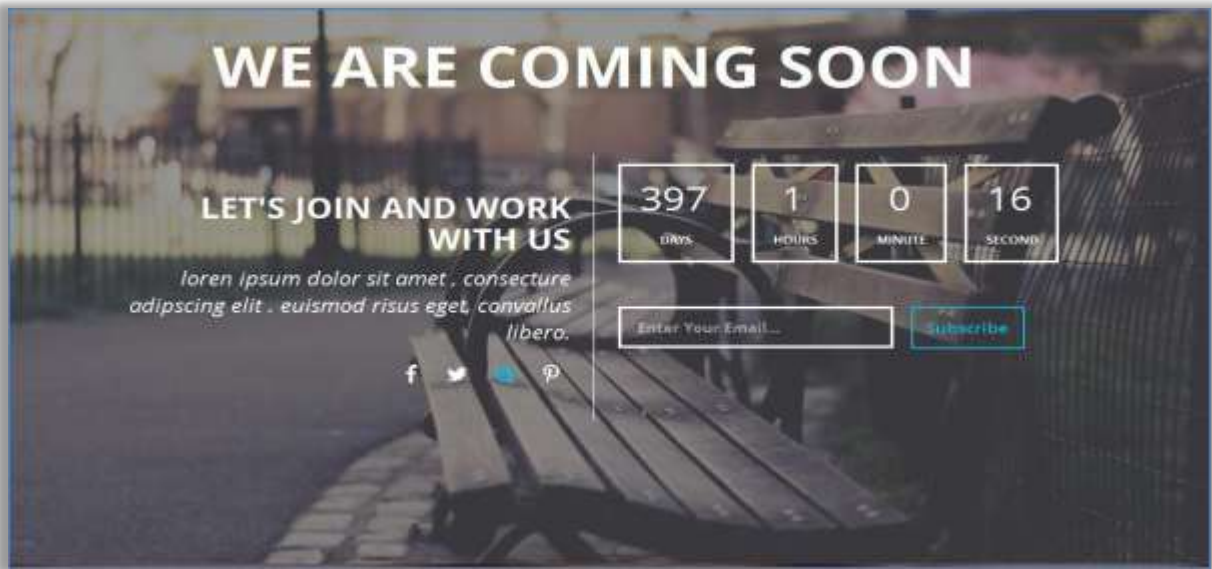 WE ARE COMING SOON
LET'S JOIN AND WORK
WITH US
loren ipsum dolor sit amet , consecture
adipscing elit . euismod risus eget, convallus
libero.
397
DAYS
1
HOURS
0
MINUTE
16
SECOND
Enter Your Email...
Subscribe